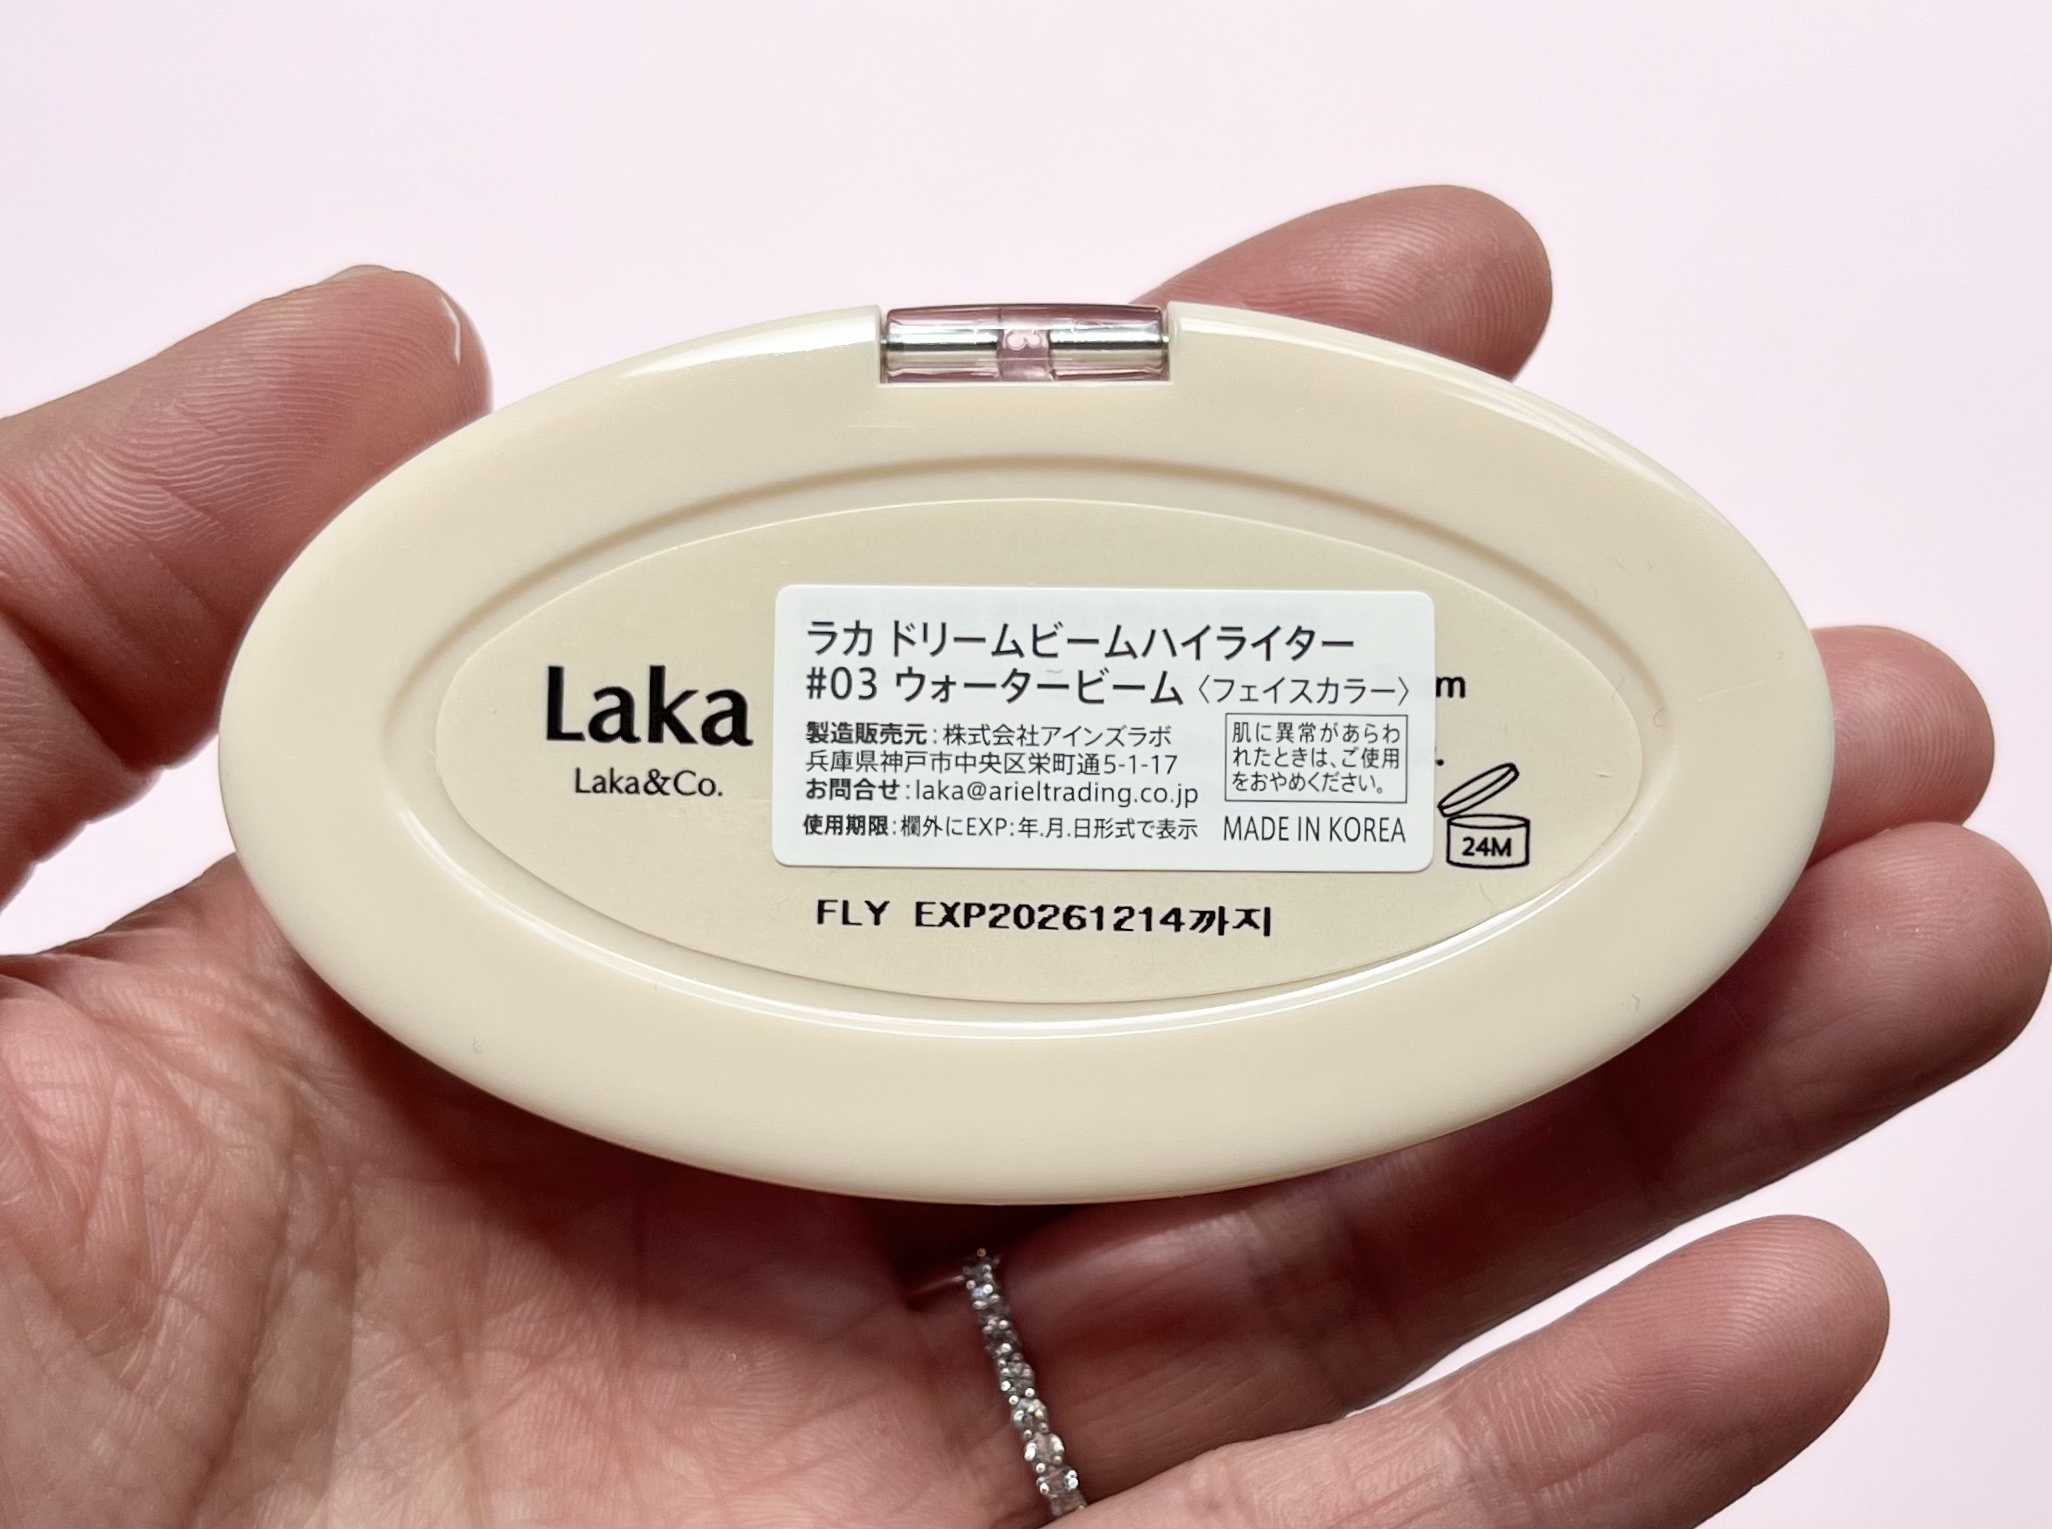 Laka
Laka&Co.
ラカ ドリームビームハイライター
#03 ウォータービーム〈フェイスカラー〉
製造販売元:株式会社アインズラボ
兵庫県神戸市中央区栄町通5-1-17
お問合せ:laka@arieltrading.co.jp
使用期限:欄外にEXP:年.月.日形式で表示
肌に異常があらわ
れたときは、ご使用
をおやめください。
MADE IN KOREA
m
24M
FLY EXP20261214까지
3